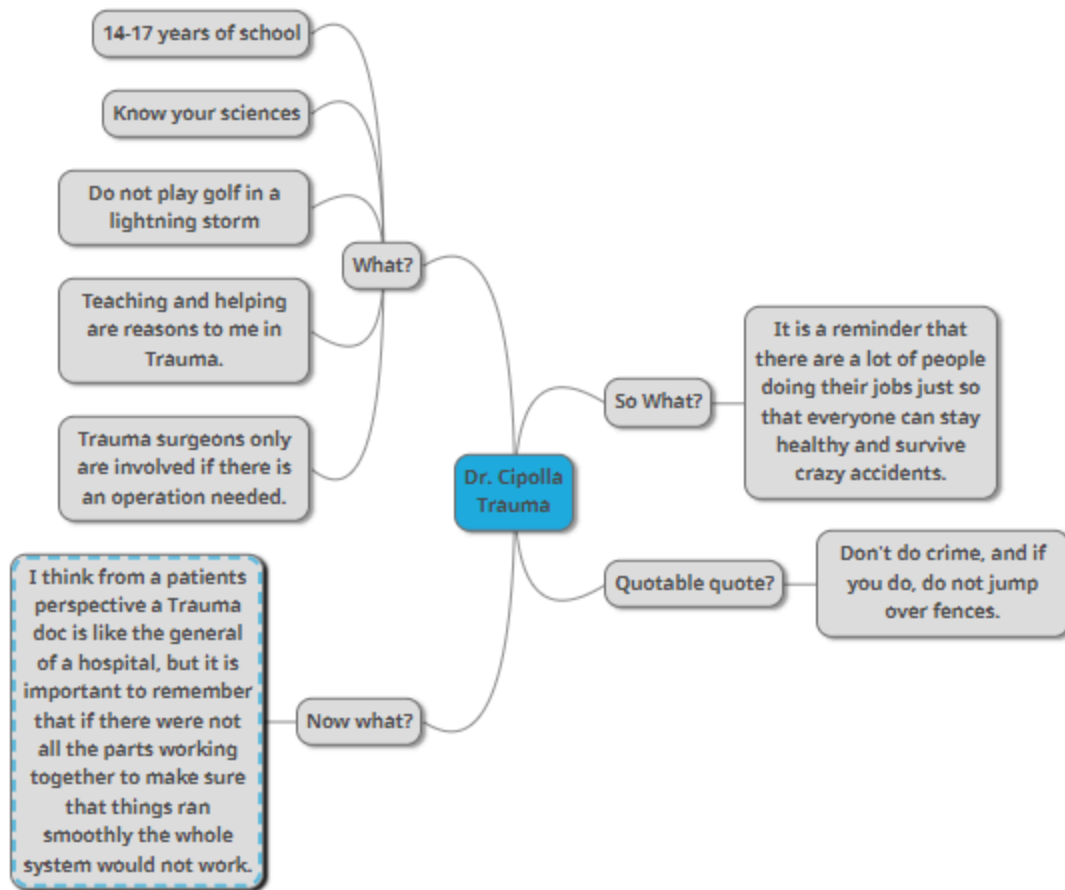 14-17 years of school
Know your sciences
Do not play golf in a
lightning storm
What?
Teaching and helping
are reasons to me in
Trauma.
Trauma surgeons only
are involved if there is
an operation needed.
Dr. Cipolla
Trauma
So What?
It is a reminder that
there are a lot of people
doing their jobs just so
that everyone can stay
healthy and survive
crazy accidents.
Quotable quote?
Don't do crime, and if
you do, do not jump
over fences.
Now what?
I think from a patients
perspective a Trauma
doc is like the general
of a hospital, but it is
important to remember
that if there were not
all the parts working
together to make sure
that things ran
smoothly the whole
system would not work.